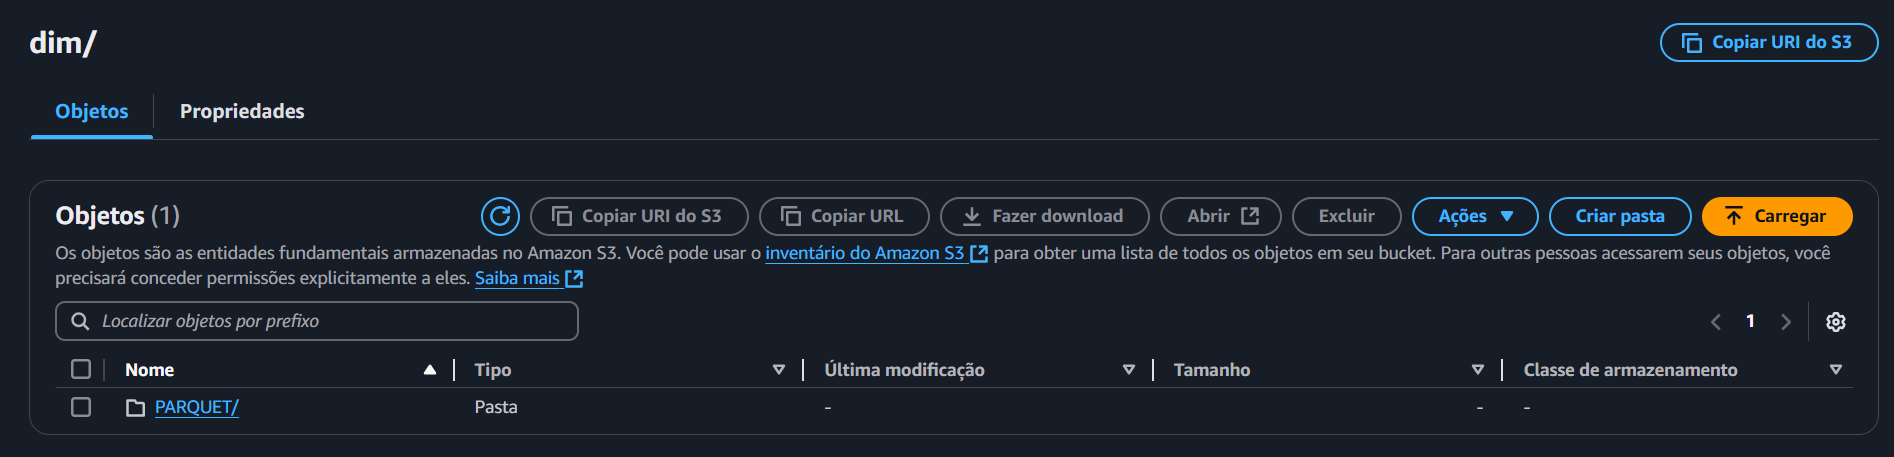 dim/
Copiar URI do S3
Objetos
Propriedades
Objetos (1)
Copiar URI do S3
Copiar URL
Fazer download
Abrir
Excluir
Ações
Criar pasta
Carregar
Os objetos são as entidades fundamentais armazenadas no Amazon S3. Você pode usar o inventário do Amazon S3 para obter uma lista de todos os objetos em seu bucket. Para outras pessoas acessarem seus objetos, você
precisará conceder permissões explicitamente a eles. Saiba mais
Localizar objetos por prefixo
1
Nome Tipo Última modificação Tamanho Classe de armazenamento
PARQUET/ Pasta - - -